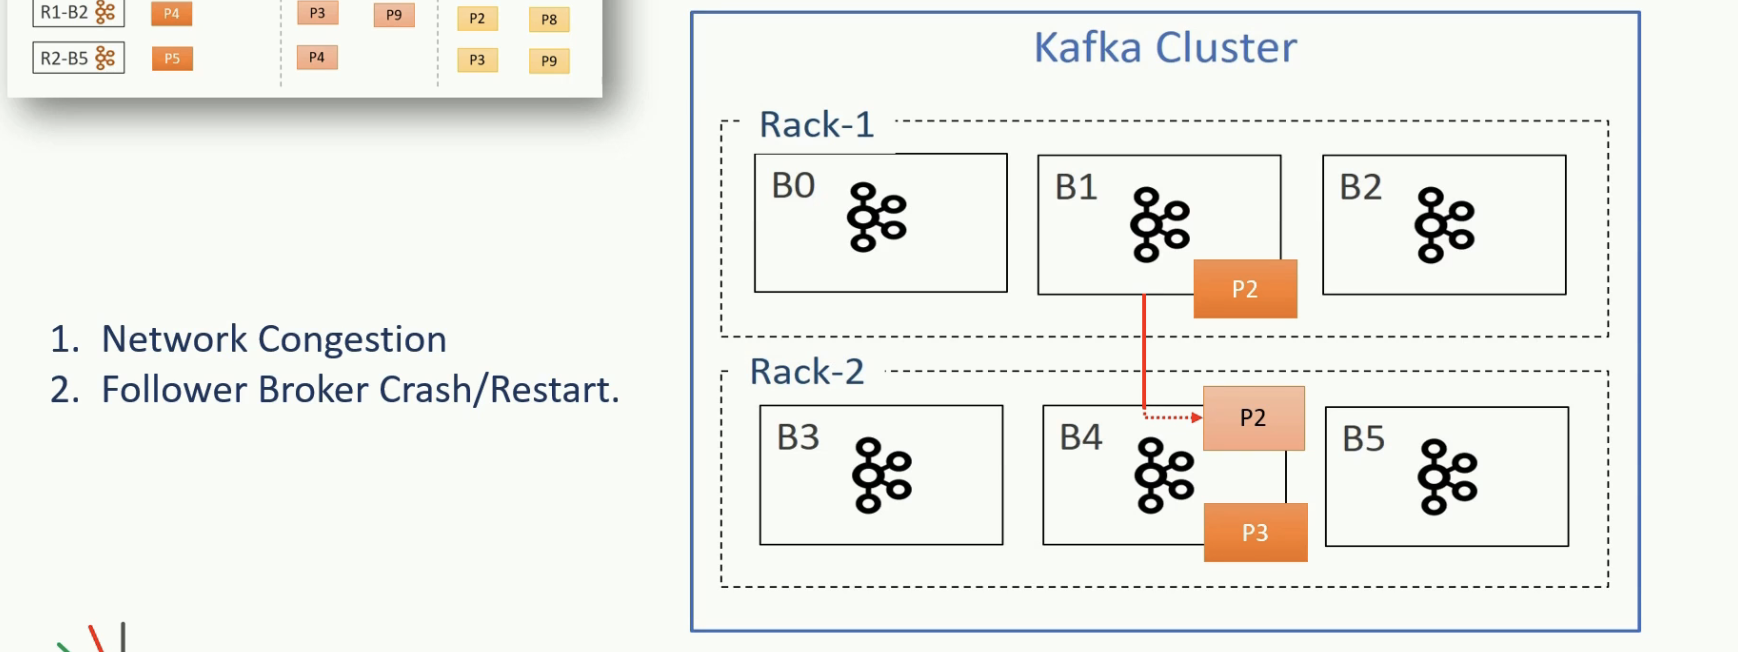 R1-B2 P4 P3 P9 P2 P8
R2-B5 P5 P4 P3 P9
1. Network Congestion
2. Follower Broker Crash/Restart.
Kafka Cluster
Rack-1
B0 B1 B2
P2
Rack-2
B3 B4 P2 B5
P3